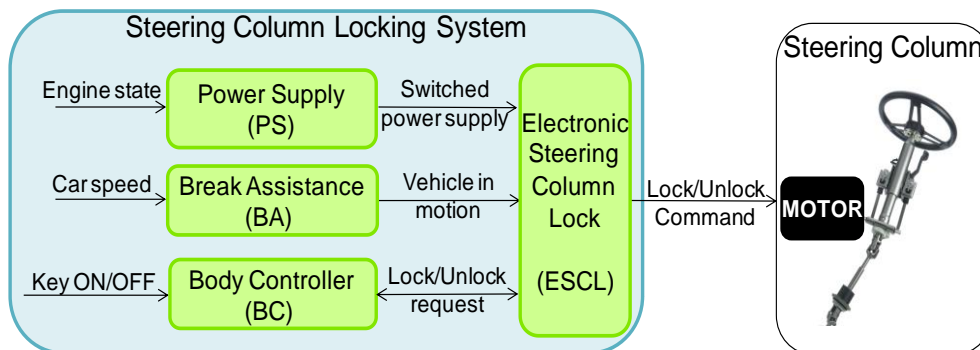 Steering Column Locking System
Steering Column
Engine state
Power Supply
(PS)
Switched
power supply
Car speed
Break Assistance
(BA)
Vehicle in
motion
Key ON/OFF
Body Controller
(BC)
Lock/Unlock
request
Electronic
Steering
Column
Lock
(ESCL)
Lock/Unlock
Command
MOTOR